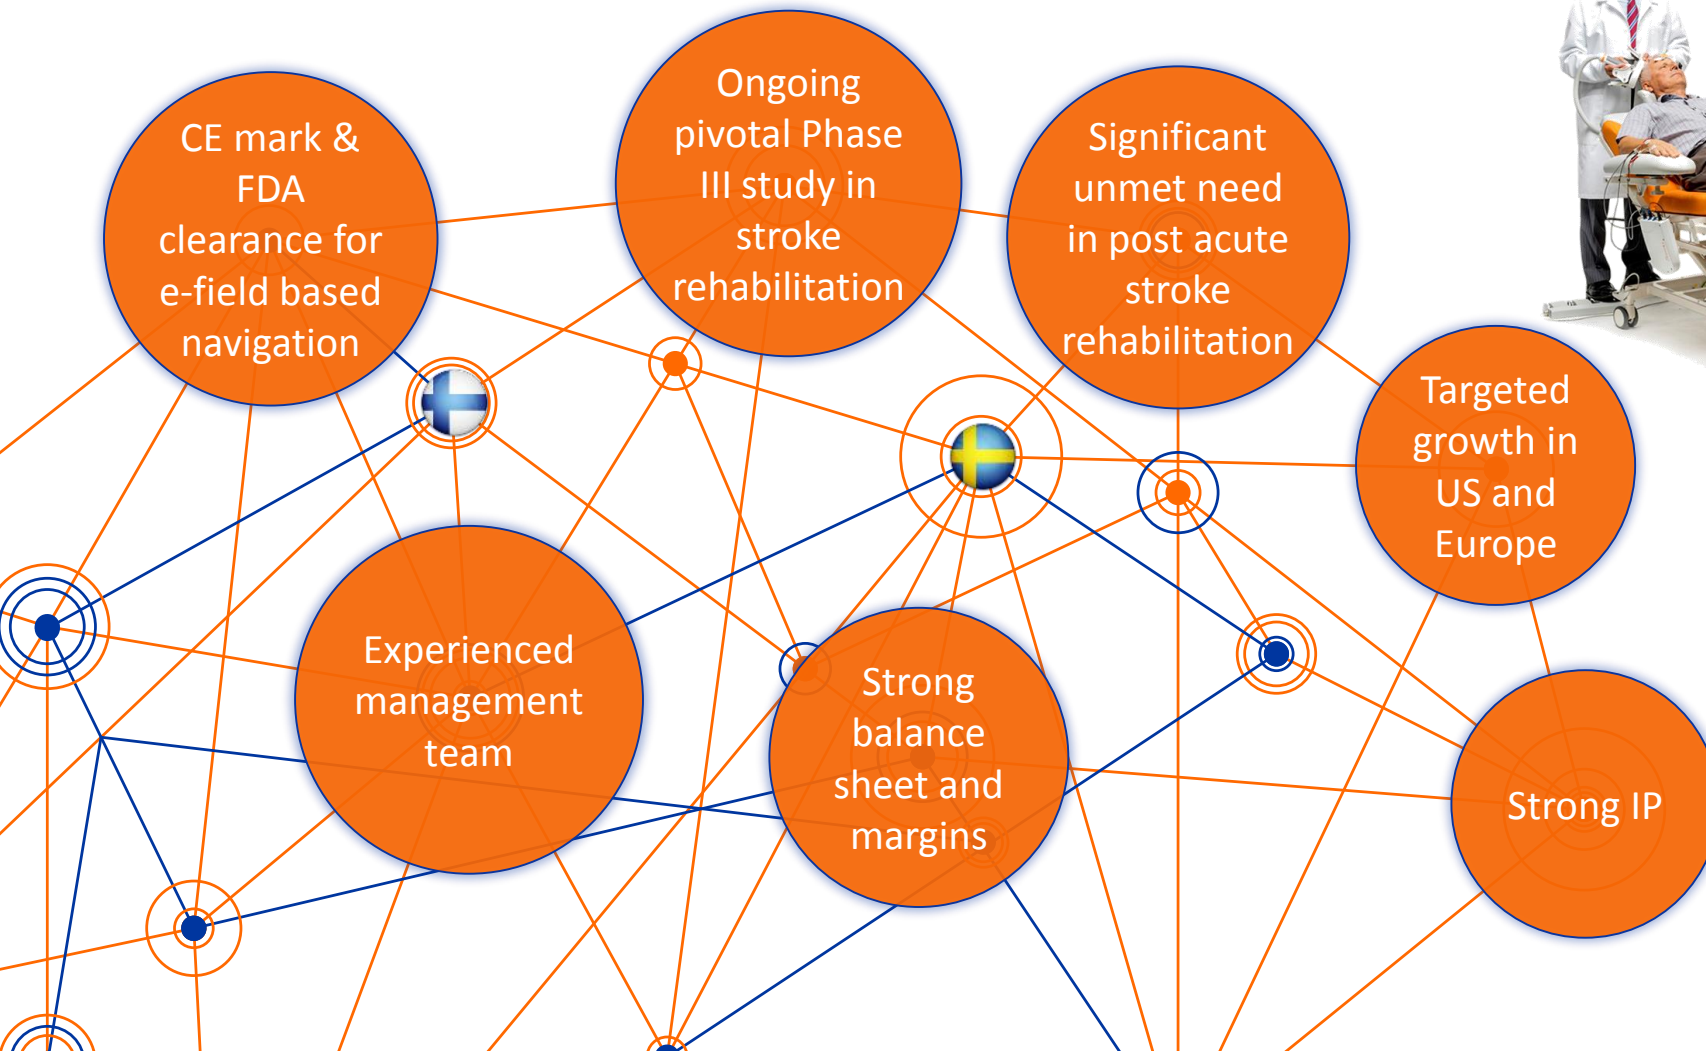 CE mark &
FDA
clearance for
e-field based
navigation
Ongoing
pivotal Phase
III study in
stroke
rehabilitation
Significant
unmet need
in post acute
stroke
rehabilitation
Targeted
growth in
US and
Europe
Experienced
management
team
Strong
balance
sheet and
margins
Strong IP